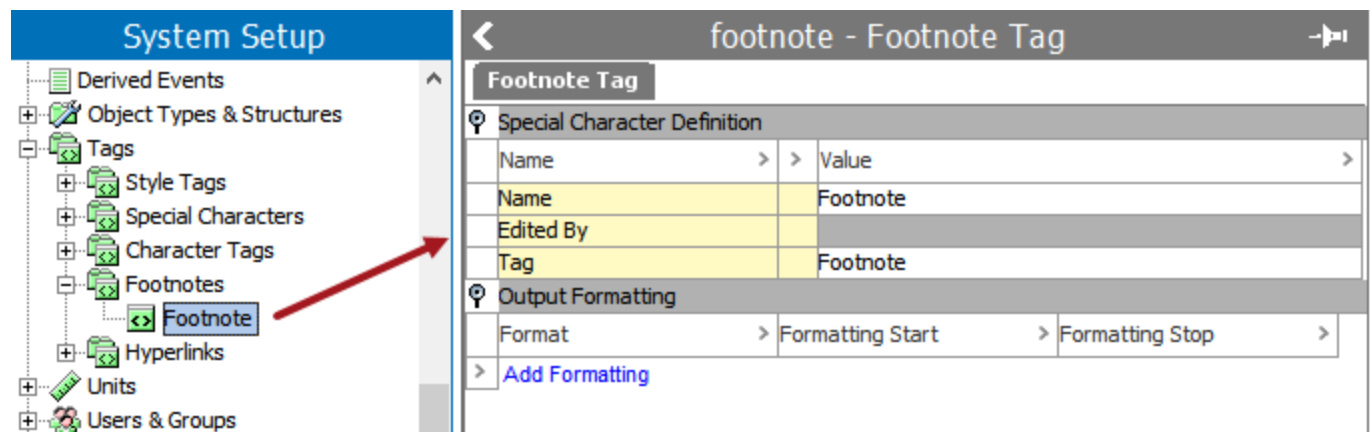 System Setup
Derived Events
Object Types & Structures
Tags
Style Tags
Special Characters
Character Tags
Footnotes
Footnote
Hyperlinks
Units
Users & Groups
footnote - Footnote Tag
Footnote Tag
Special Character Definition
Name > > Value >
Name Footnote
Edited By
Tag Footnote
Output Formatting
Format > Formatting Start > Formatting Stop >
> Add Formatting